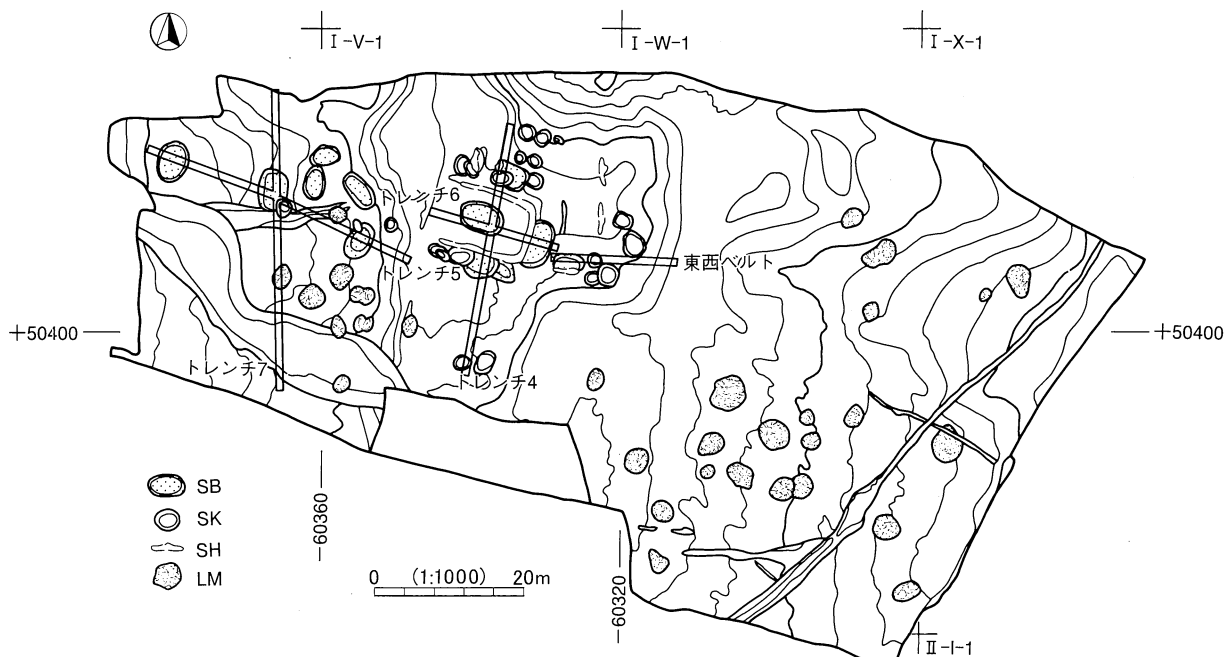 I-V-1
I-W-1
I-X-1
トレンチ6
東西ベルト
トレンチ5
+50400
+50400
トレンチ7
トレンチ4
SB
SK
SH
LM
-60360
-60320
0 (1:1000) 20m
II-I-1